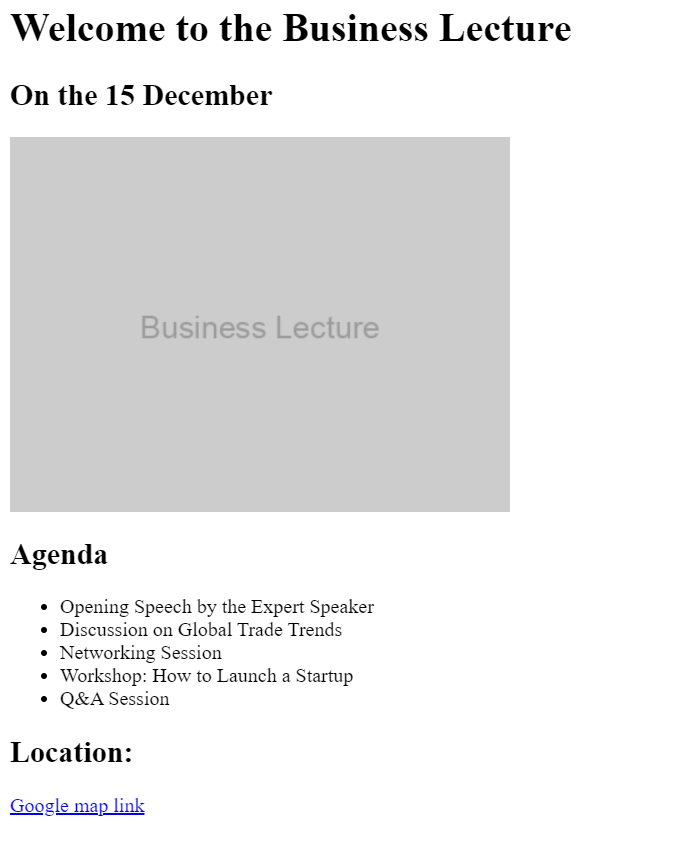 Welcome to the Business Lecture
On the 15 December
Business Lecture
Agenda
Opening Speech by the Expert Speaker
Discussion on Global Trade Trends
Networking Session
Workshop: How to Launch a Startup
Q&A Session
Location:
Google map link